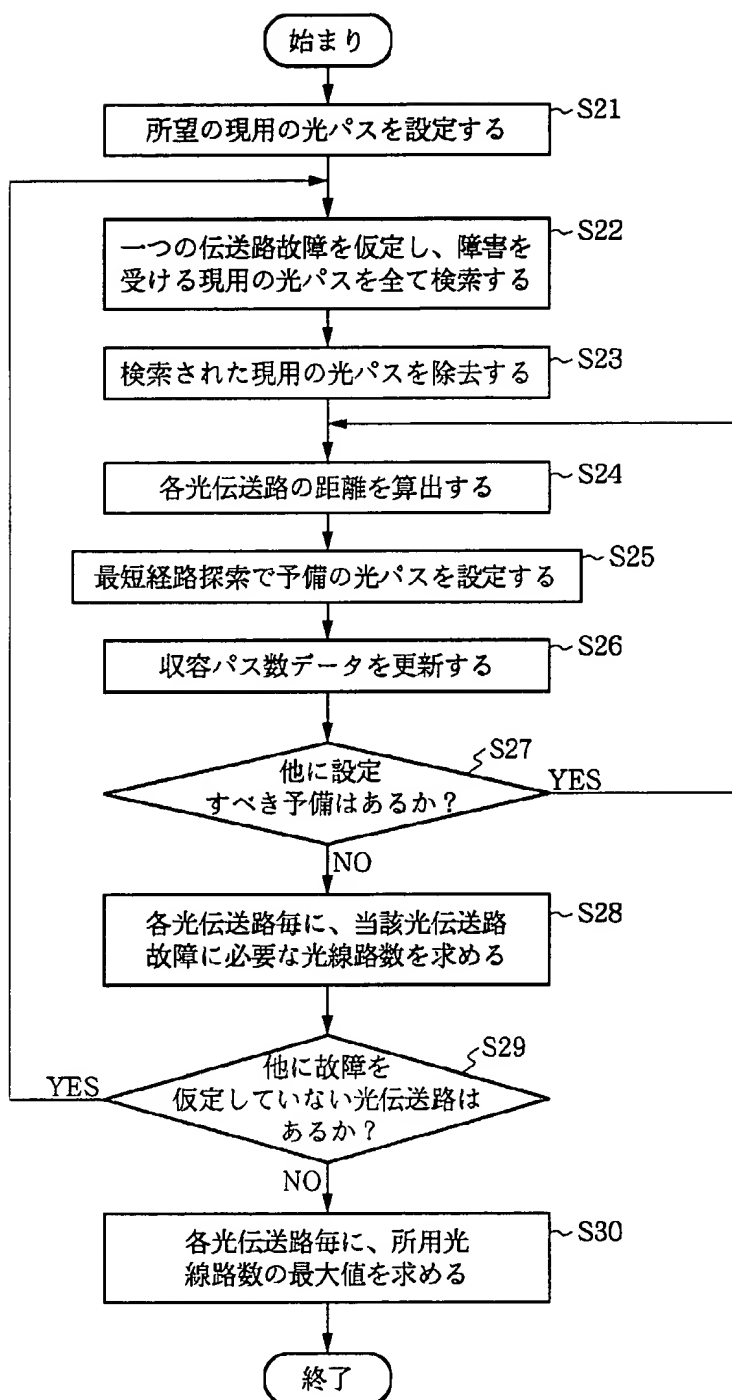 始まり
所望の現用の光パスを設定する
S21
一つの伝送路故障を仮定し、障害を
受ける現用の光パスを全て検索する
S22
検索された現用の光パスを除去する
S23
各光伝送路の距離を算出する
S24
最短経路探索で予備の光パスを設定する
S25
収容パス数データを更新する
S26
他に設定
すべき予備はあるか？
S27
YES
NO
各光伝送路毎に、当該光伝送路
故障に必要な光線路数を求める
S28
他に故障を
仮定していない光伝送路は
あるか？
S29
YES
NO
各光伝送路毎に、所用光
線路数の最大値を求める
S30
終了